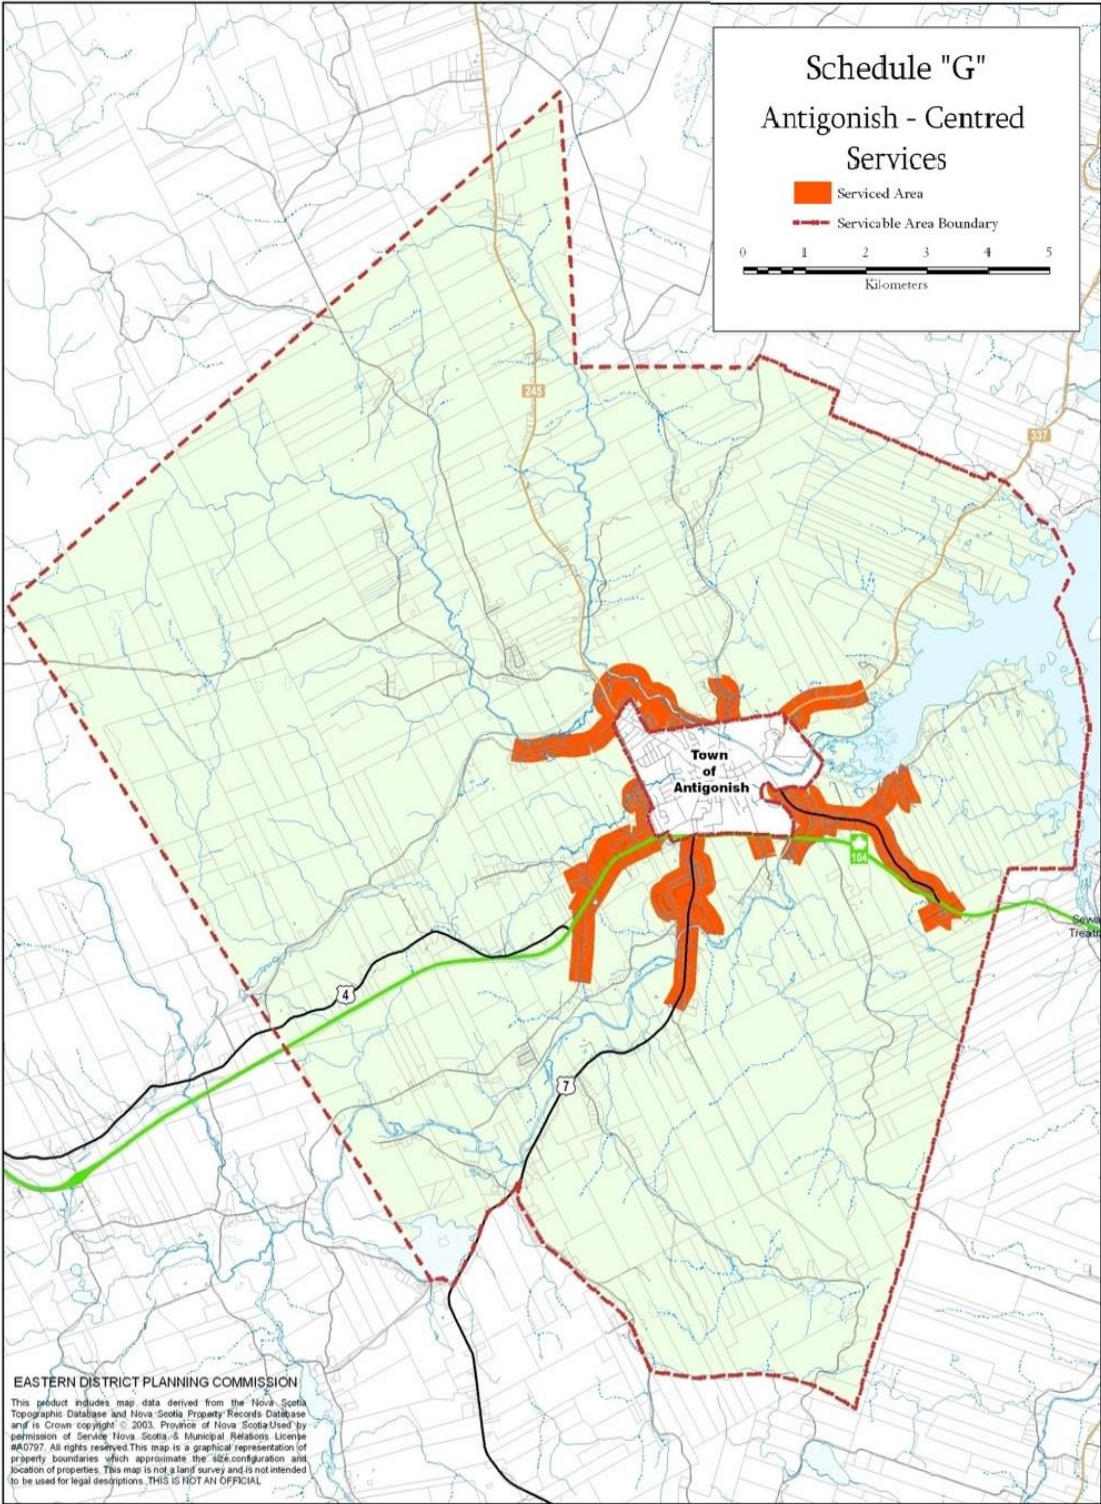 Schedule "G"
Antigonish - Centred
Services
Serviced Area
Servicable Area Boundary
0 1 2 3 4 5
Kilometers
245
337
Town
of
Antigonish
104
Sewa
Treatm
4
7
EASTERN DISTRICT PLANNING COMMISSION
This product includes map data derived from the Nova Scotia
Topographic Database and Nova Scotia Property Records Database
and is Crown copyright © 2003, Province of Nova Scotia.Used by
permission of Service Nova Scotia & Municipal Relations License
#A0797. All rights reserved.This map is a graphical representation of
property boundaries which approximate the size,configuration and
location of properties. This map is not a land survey and is not intended
to be used for legal descriptions. THIS IS NOT AN OFFICIAL